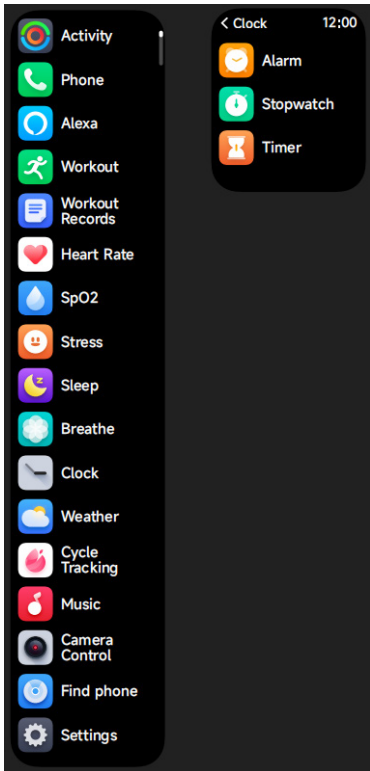 Activity
Phone
Alexa
Workout
Workout
Records
Heart Rate
SpO2
Stress
Sleep
z
Breathe
Clock
Weather
Cycle
Tracking
Music
Camera
Control
Find phone
Settings
< Clock 12:00
Alarm
Stopwatch
Timer